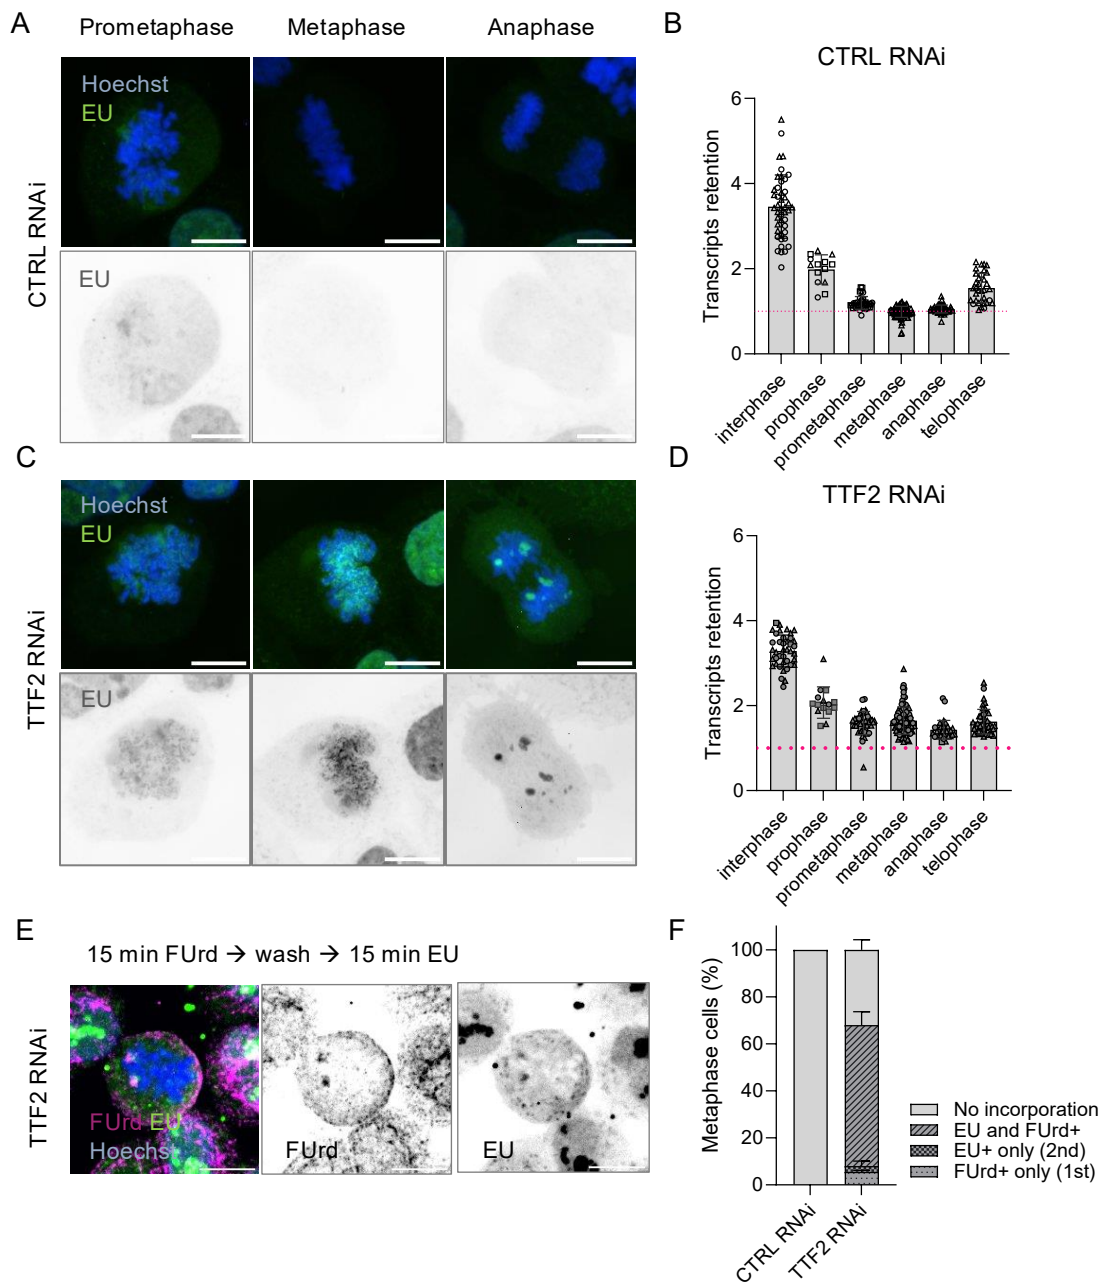 A
Prometaphase
Metaphase
Anaphase
CTRL RNAi
Hoechst
EU
EU
B
CTRL RNAi
Transcripts retention
6
4
2
0
interphase
prophase
prometaphase
metaphase
anaphase
telophase
C
TTF2 RNAi
Hoechst
EU
EU
D
TTF2 RNAi
Transcripts retention
6
4
2
0
interphase
prophase
prometaphase
metaphase
anaphase
telophase
E
15 min FUrd → wash → 15 min EU
TTF2 RNAi
FUrd EU
Hoechst
FUrd
EU
F
Metaphase cells (%)
100
80
60
40
20
0
CTRL RNAi
TTF2 RNAi
No incorporation
EU and FUrd+
EU+ only (2nd)
FUrd+ only (1st)